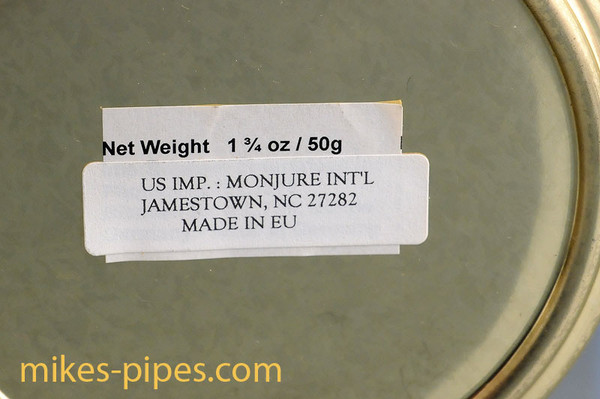 Net Weight 1 ¾ oz / 50g
US IMP. : MONJURE INT'L
JAMESTOWN, NC 27282
MADE IN EU
mikes-pipes.com